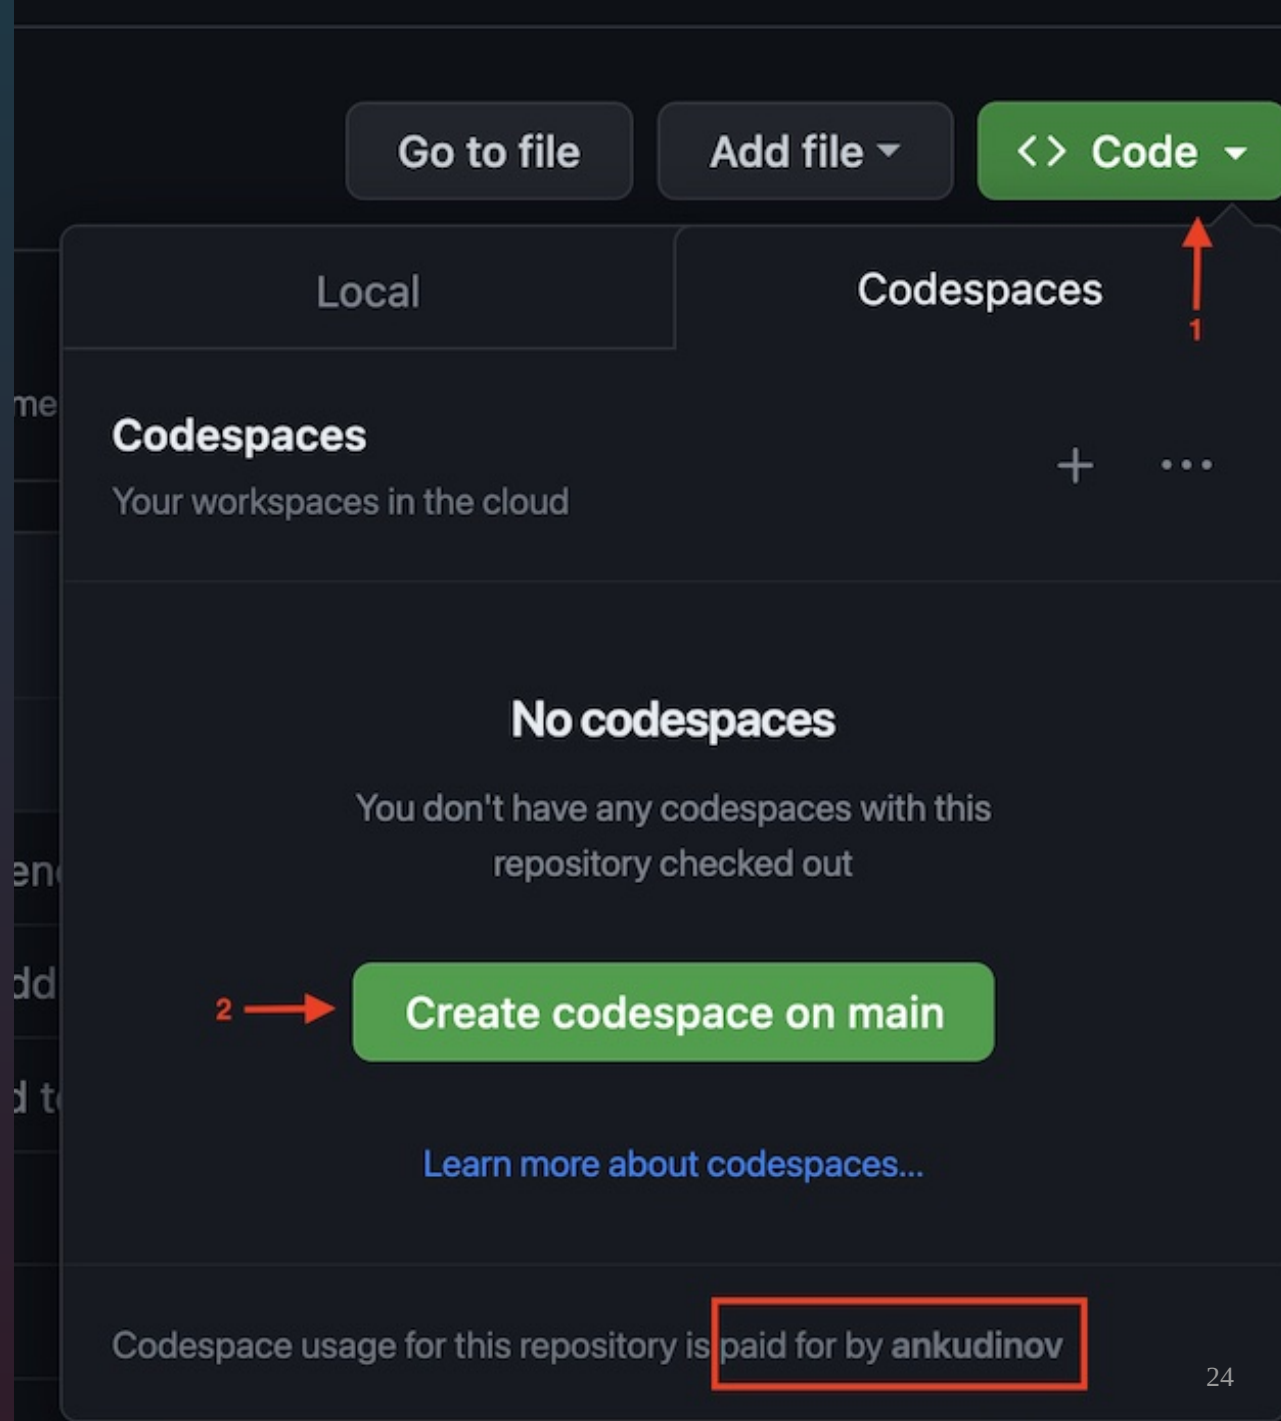 Go to file
Add file
<> Code
Local
Codespaces
1
me
Codespaces
Your workspaces in the cloud
No codespaces
You don't have any codespaces with this
repository checked out
2
Create codespace on main
Learn more about codespaces...
Codespace usage for this repository is paid for by ankudinov
24